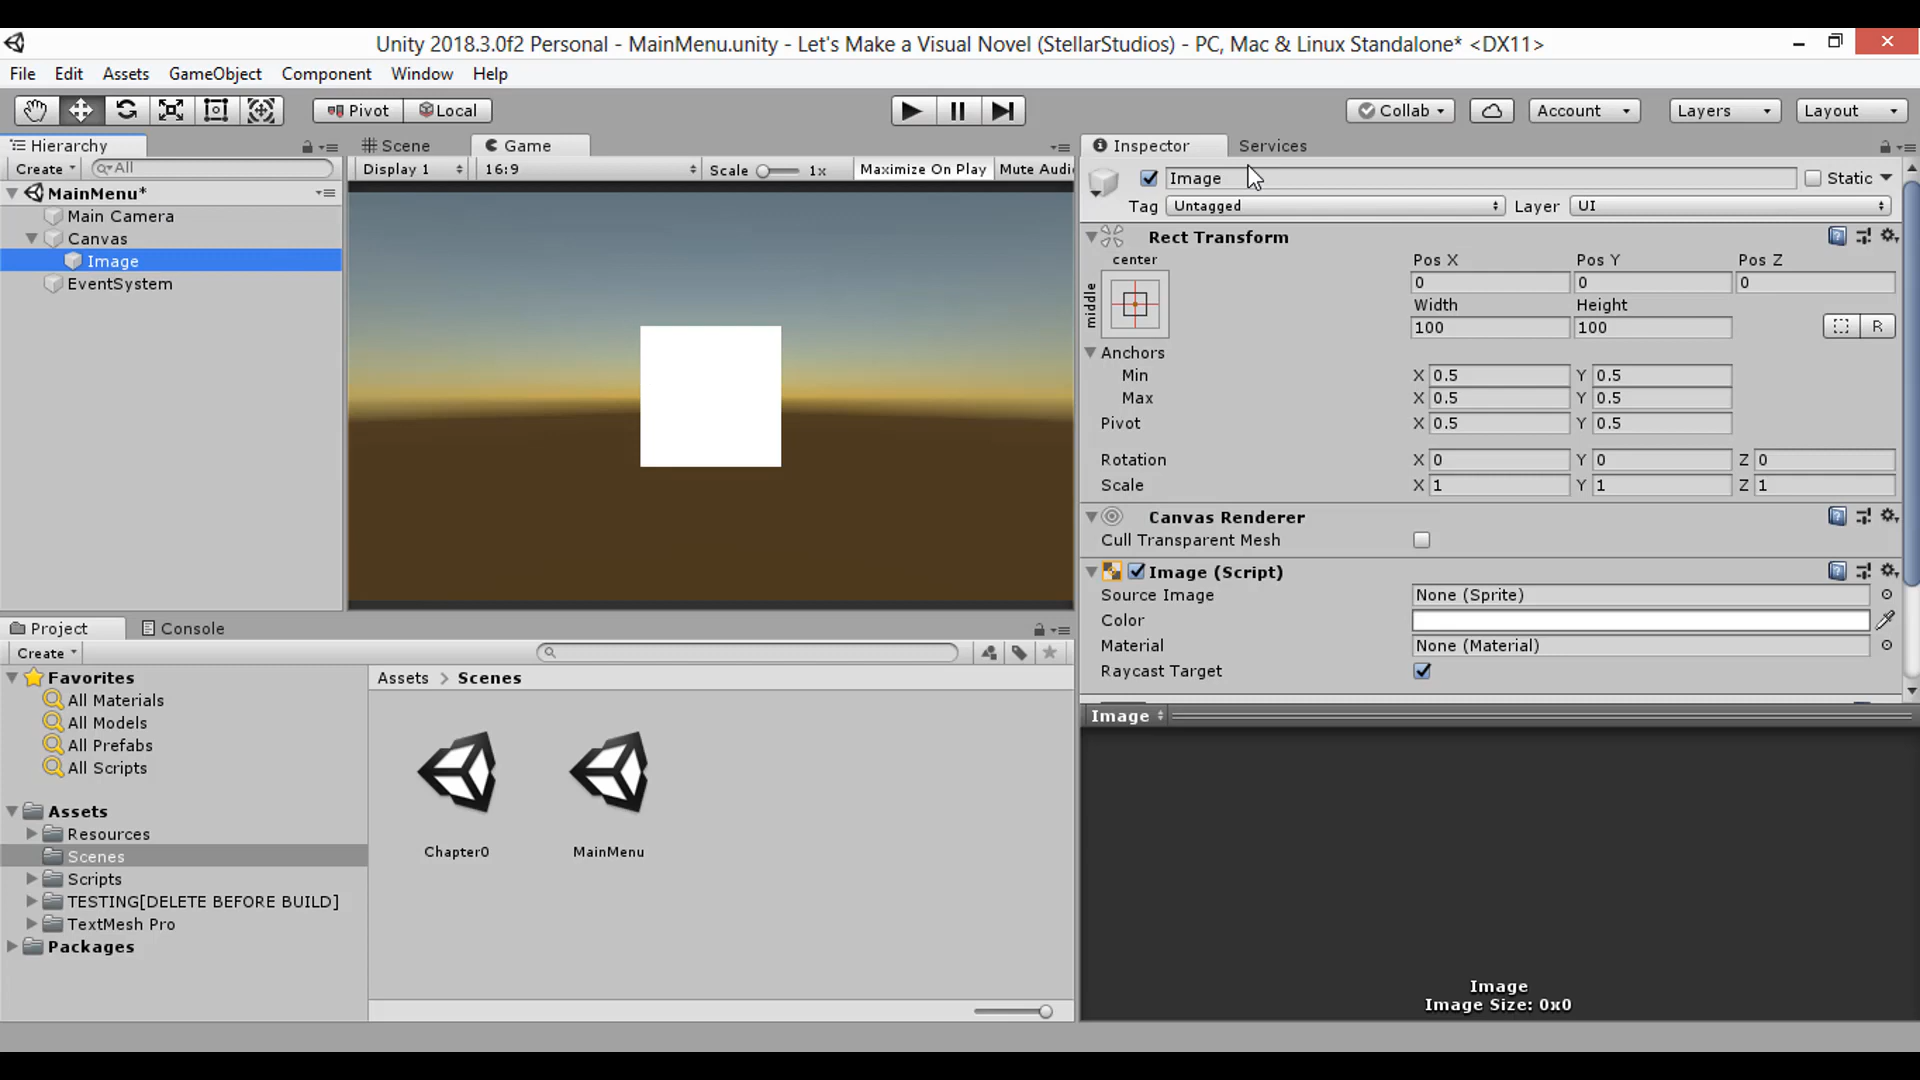 Unity 2018.3.0f2 Personal - MainMenu.unity - Let's Make a Visual Novel (StellarStudios) - PC, Mac & Linux Standalone* <DX11>
File Edit Assets GameObject Component Window Help
Pivot Local Collab Account Layers Layout
Hierarchy
Create All
MainMenu*
Main Camera
Canvas
Image
EventSystem
Scene Game
Display 1 16:9 Scale 1x Maximize On Play Mute Audi
Inspector Services
Image Static
Tag Untagged Layer UI
Rect Transform
center Pos X Pos Y Pos Z
middle 0 0 0
Width Height
100 100 R
Anchors
Min X 0.5 Y 0.5
Max X 0.5 Y 0.5
Pivot X 0.5 Y 0.5
Rotation X 0 Y 0 Z 0
Scale X 1 Y 1 Z 1
Canvas Renderer
Cull Transparent Mesh
Image (Script)
Source Image None (Sprite)
Color
Material None (Material)
Raycast Target
Image
Image
Image Size: 0x0
Project Console
Create
Favorites
All Materials
All Models
All Prefabs
All Scripts
Assets
Resources
Scenes
Scripts
TESTING[DELETE BEFORE BUILD]
TextMesh Pro
Packages
Assets > Scenes
Chapter0 MainMenu